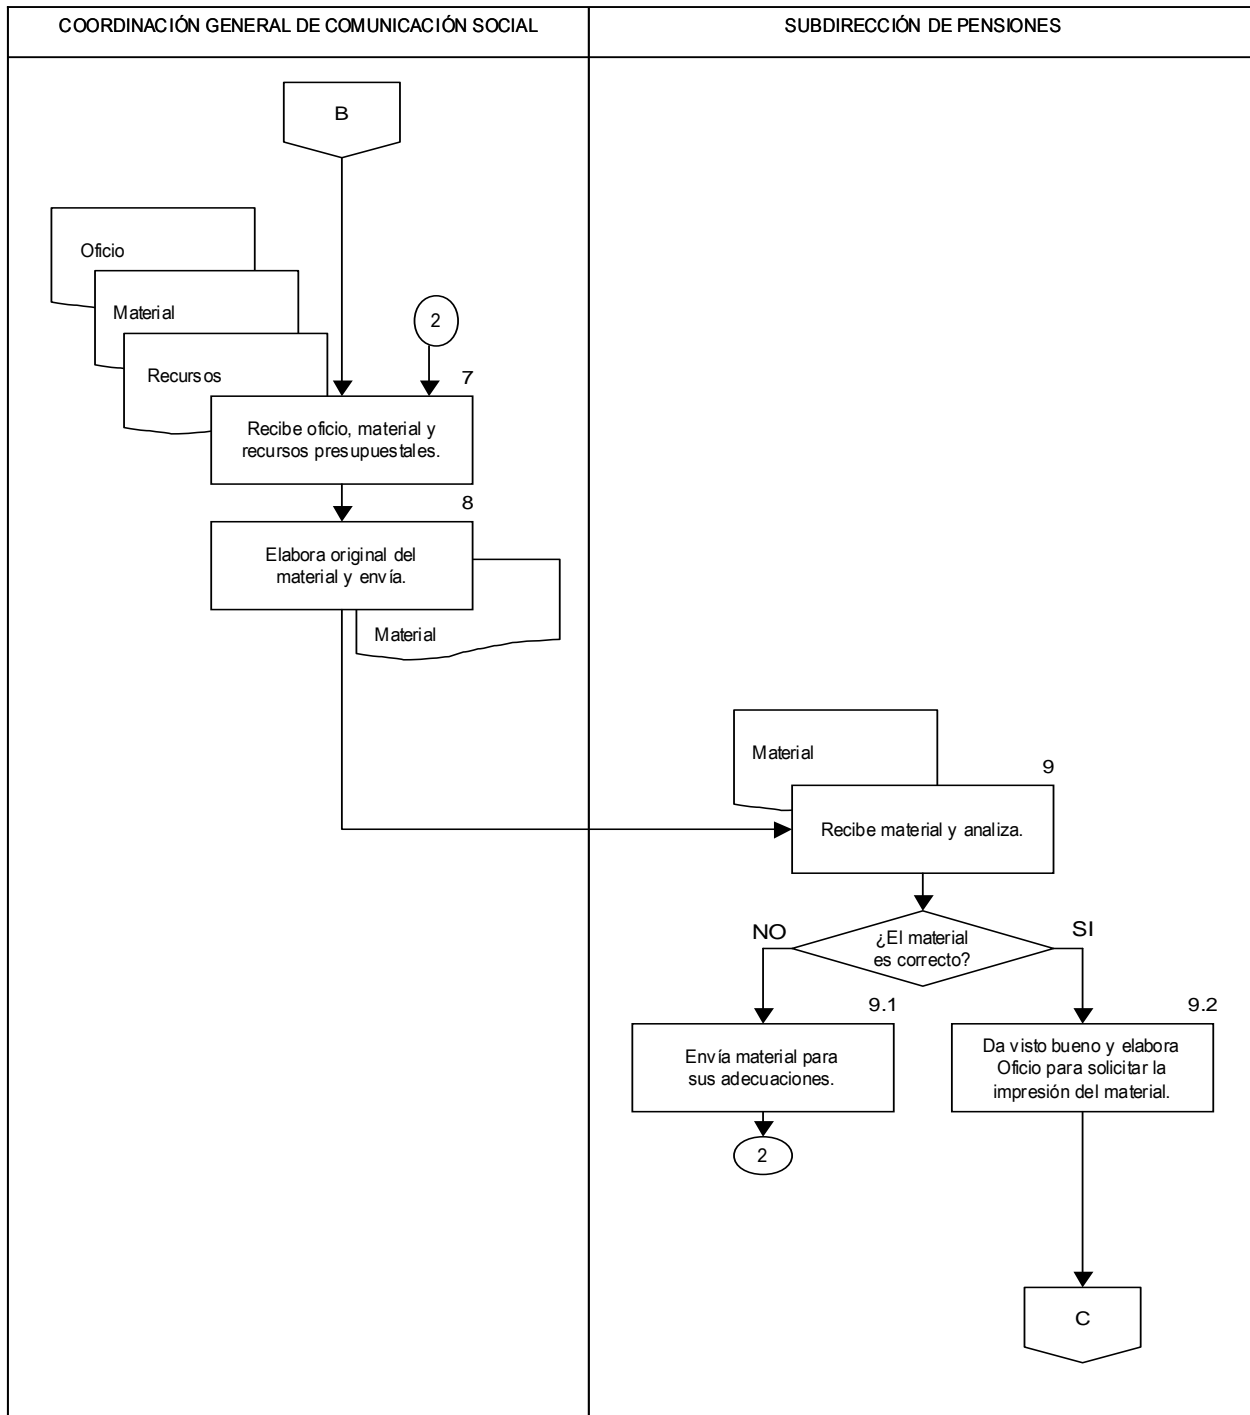 COORDINACIÓN GENERAL DE COMUNICACIÓN SOCIAL
SUBDIRECCIÓN DE PENSIONES
B
Oficio
Material
Recursos
2
7
Recibe oficio, material y
recursos presupuestales.
8
Elabora original del
material y envía.
Material
Material
9
Recibe material y analiza.
¿El material
es correcto?
NO
SI
9.1
Envía material para
sus adecuaciones.
2
9.2
Da visto bueno y elabora
Oficio para solicitar la
impresión del material.
C